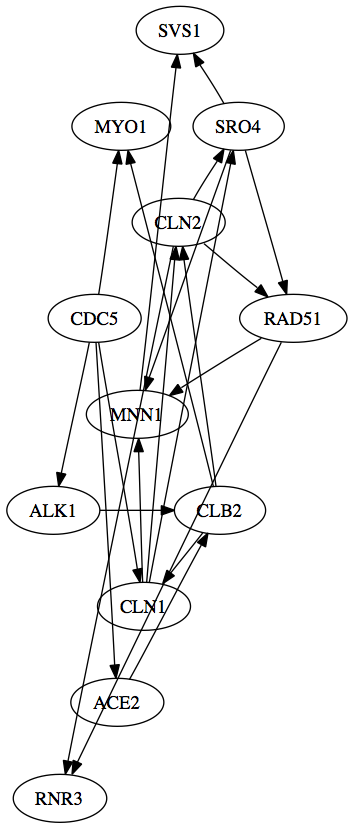 SVS1
MYO1
SRO4
CLN2
CDC5
RAD51
MNN1
ALK1
CLB2
CLN1
ACE2
RNR3